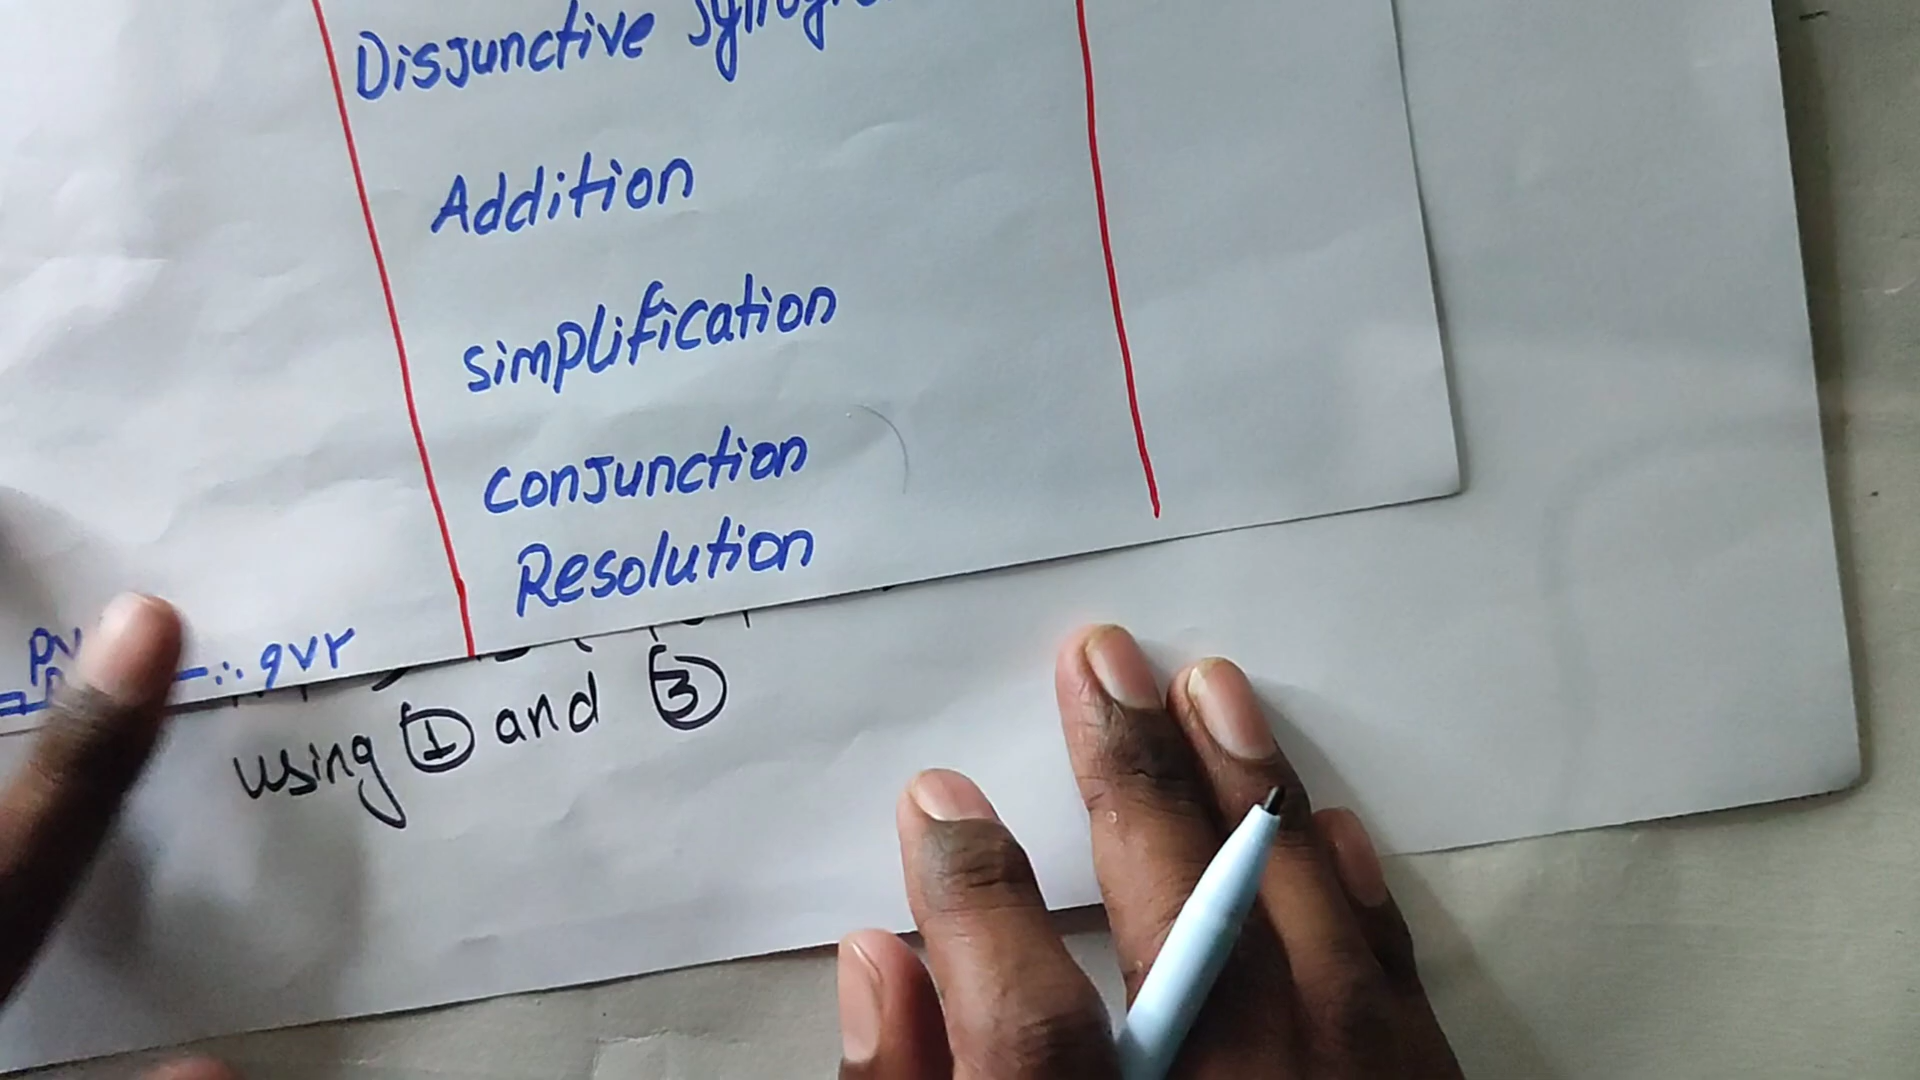 Disjunctive
Addition
simplification
conjunction
Resolution
∴ qvr
using ① and ③